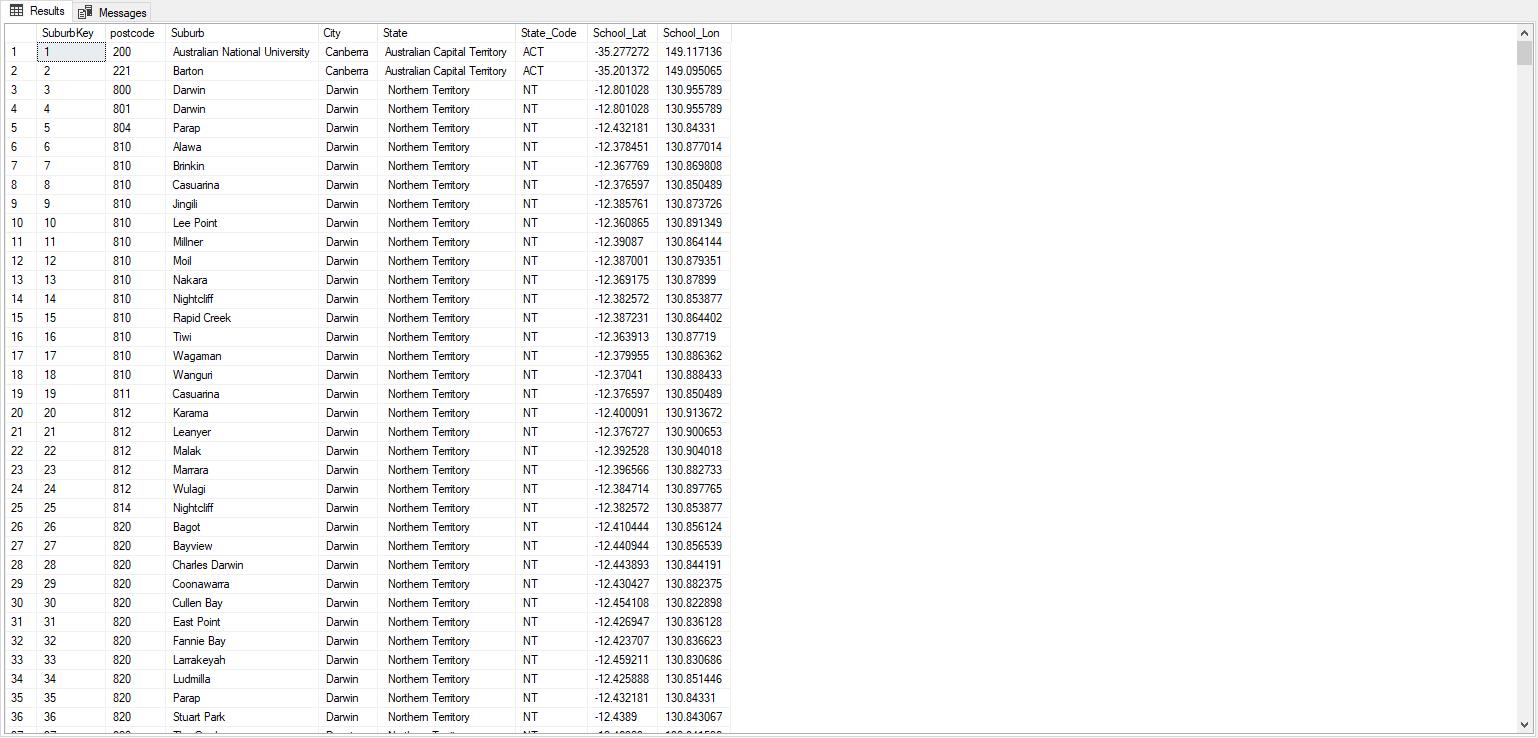 Results Messages
SuburbKey postcode Suburb City State State_Code School_Lat School_Lon
1 1 200 Australian National University Canberra Australian Capital Territory ACT -35.277272 149.117136
2 2 221 Barton Canberra Australian Capital Territory ACT -35.201372 149.095065
3 3 800 Darwin Darwin Northern Territory NT -12.801028 130.955789
4 4 801 Darwin Darwin Northern Territory NT -12.801028 130.955789
5 5 804 Parap Darwin Northern Territory NT -12.432181 130.84331
6 6 810 Alawa Darwin Northern Territory NT -12.378451 130.877014
7 7 810 Brinkin Darwin Northern Territory NT -12.367769 130.869808
8 8 810 Casuarina Darwin Northern Territory NT -12.376597 130.850489
9 9 810 Jingili Darwin Northern Territory NT -12.385761 130.873726
10 10 810 Lee Point Darwin Northern Territory NT -12.360865 130.891349
11 11 810 Millner Darwin Northern Territory NT -12.39087 130.864144
12 12 810 Moil Darwin Northern Territory NT -12.387001 130.879351
13 13 810 Nakara Darwin Northern Territory NT -12.369175 130.87899
14 14 810 Nightcliff Darwin Northern Territory NT -12.382572 130.853877
15 15 810 Rapid Creek Darwin Northern Territory NT -12.387231 130.864402
16 16 810 Tiwi Darwin Northern Territory NT -12.363913 130.87719
17 17 810 Wagaman Darwin Northern Territory NT -12.379955 130.886362
18 18 810 Wanguri Darwin Northern Territory NT -12.37041 130.888433
19 19 811 Casuarina Darwin Northern Territory NT -12.376597 130.850489
20 20 812 Karama Darwin Northern Territory NT -12.400091 130.913672
21 21 812 Leanyer Darwin Northern Territory NT -12.376727 130.900653
22 22 812 Malak Darwin Northern Territory NT -12.392528 130.904018
23 23 812 Marrara Darwin Northern Territory NT -12.396566 130.882733
24 24 812 Wulagi Darwin Northern Territory NT -12.384714 130.897765
25 25 814 Nightcliff Darwin Northern Territory NT -12.382572 130.853877
26 26 820 Bagot Darwin Northern Territory NT -12.410444 130.856124
27 27 820 Bayview Darwin Northern Territory NT -12.440944 130.856539
28 28 820 Charles Darwin Darwin Northern Territory NT -12.443893 130.844191
29 29 820 Coonawarra Darwin Northern Territory NT -12.430427 130.882375
30 30 820 Cullen Bay Darwin Northern Territory NT -12.454108 130.822898
31 31 820 East Point Darwin Northern Territory NT -12.426947 130.836128
32 32 820 Fannie Bay Darwin Northern Territory NT -12.423707 130.836623
33 33 820 Larrakeyah Darwin Northern Territory NT -12.459211 130.830686
34 34 820 Ludmilla Darwin Northern Territory NT -12.425888 130.851446
35 35 820 Parap Darwin Northern Territory NT -12.432181 130.84331
36 36 820 Stuart Park Darwin Northern Territory NT -12.4389 130.843067